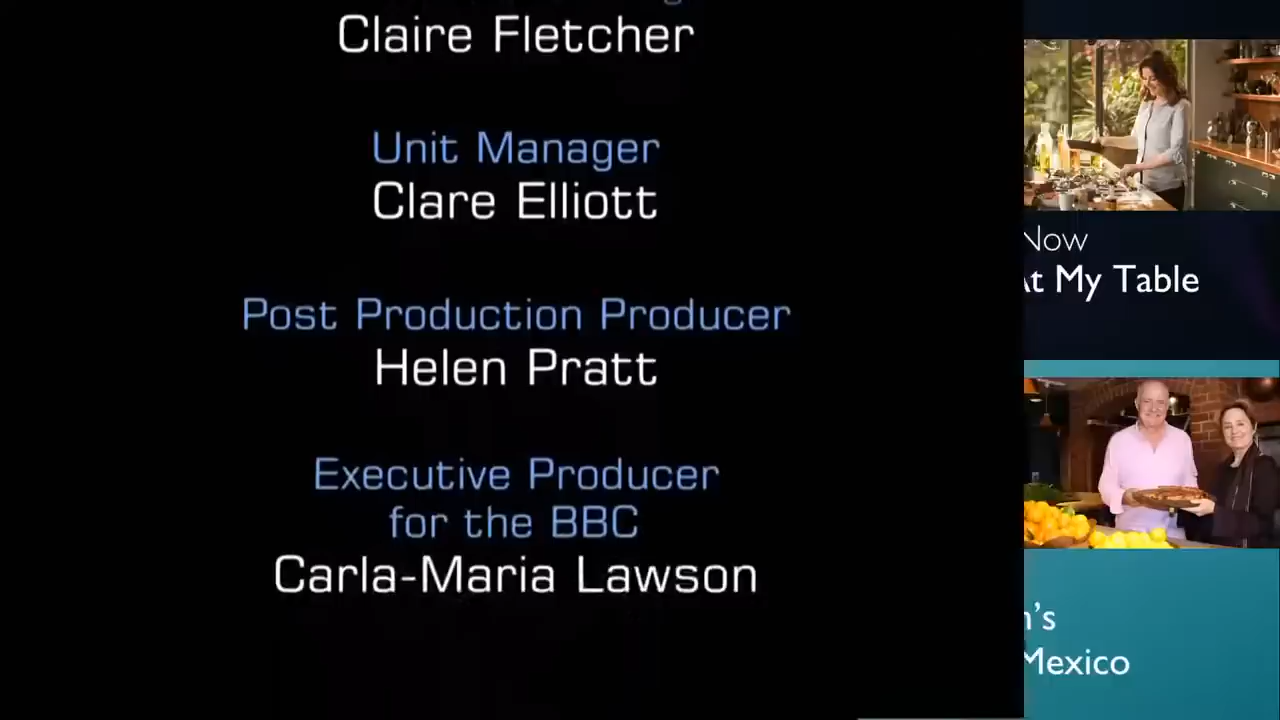 Claire Fletcher
Unit Manager
Clare Elliott
Post Production Producer
Helen Pratt
Executive Producer
for the BBC
Carla-Maria Lawson
Now
At My Table
n's
Mexico